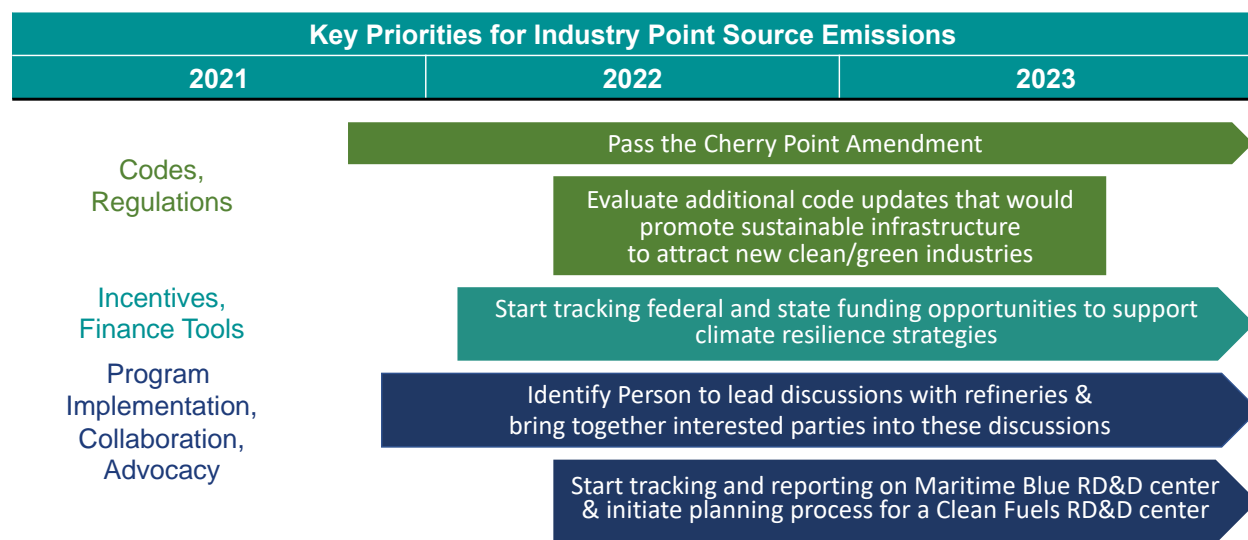 Key Priorities for Industry Point Source Emissions
2021 2022 2023
Codes,
Regulations
Pass the Cherry Point Amendment
Evaluate additional code updates that would
promote sustainable infrastructure
to attract new clean/green industries
Incentives,
Finance Tools
Start tracking federal and state funding opportunities to support
climate resilience strategies
Program
Implementation,
Collaboration,
Advocacy
Identify Person to lead discussions with refineries &
bring together interested parties into these discussions
Start tracking and reporting on Maritime Blue RD&D center
& initiate planning process for a Clean Fuels RD&D center